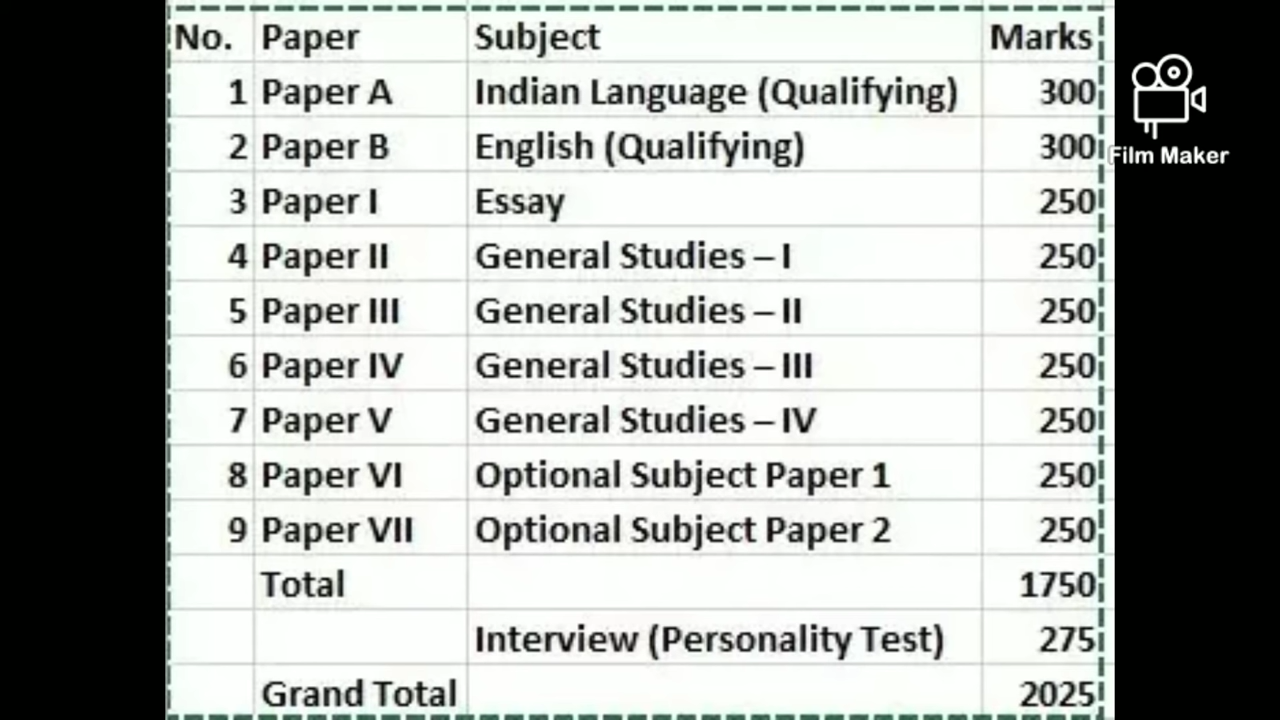 No. Paper Subject Marks
1 Paper A Indian Language (Qualifying) 300
2 Paper B English (Qualifying) 300
3 Paper I Essay 250
4 Paper II General Studies – I 250
5 Paper III General Studies – II 250
6 Paper IV General Studies – III 250
7 Paper V General Studies – IV 250
8 Paper VI Optional Subject Paper 1 250
9 Paper VII Optional Subject Paper 2 250
Total 1750
Interview (Personality Test) 275
Grand Total 2025
Film Maker